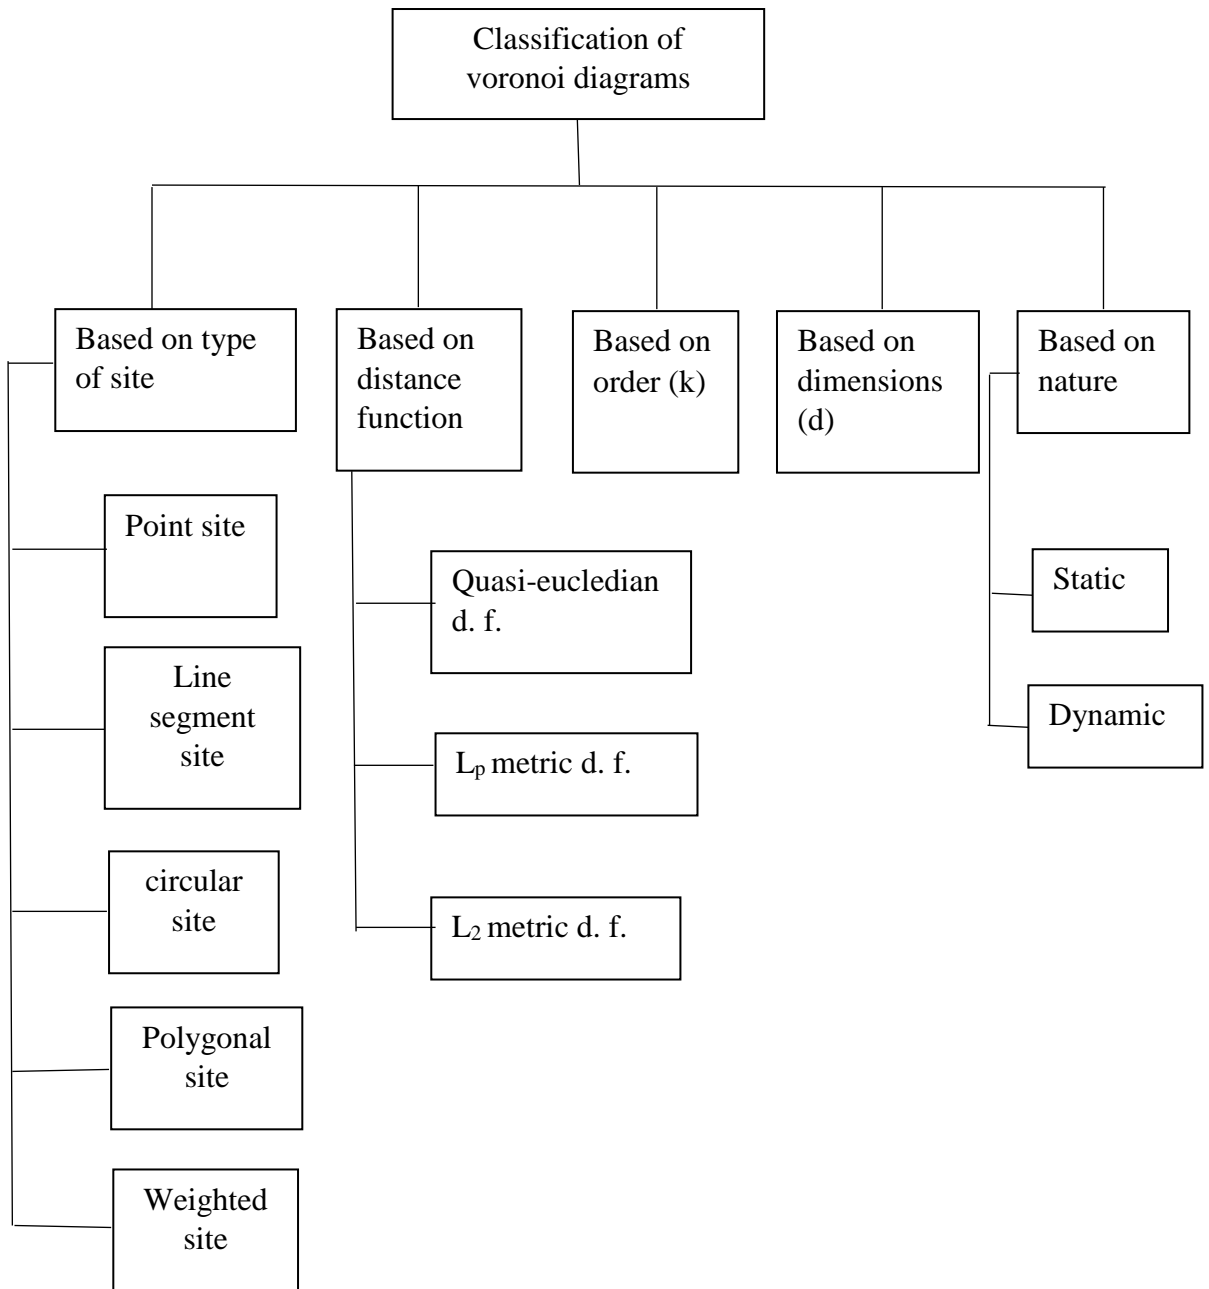 Classification of
voronoi diagrams
Based on type
of site
Based on
distance
function
Based on
order (k)
Based on
dimensions
(d)
Based on
nature
Point site
Line
segment
site
circular
site
Polygonal
site
Weighted
site
Quasi-eucledian
d. f.
Lp metric d. f.
L2 metric d. f.
Static
Dynamic